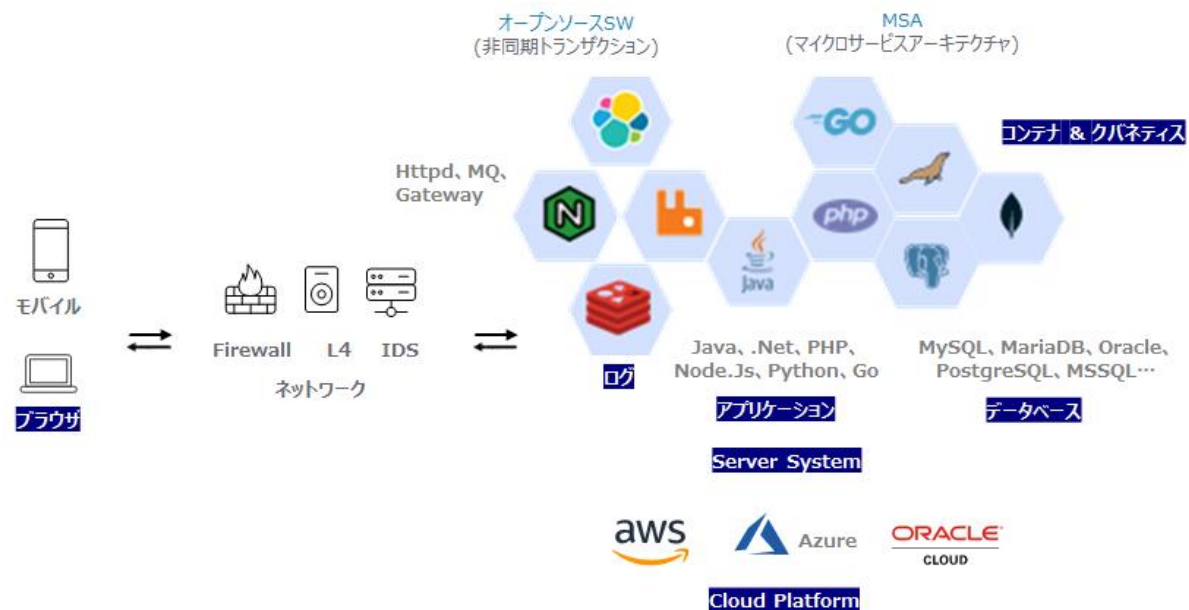 オープンソースSW
(非同期トランザクション)
MSA
(マイクロサービスアーキテクチャ)
GO
コンテナ & クバネティス
Httpd、MQ、
Gateway
N
php
Java
モバイル
Firewall
L4
IDS
ネットワーク
ブラウザ
ログ
Java、.Net、PHP、
Node.Js、Python、Go
アプリケーション
MySQL、MariaDB、Oracle、
PostgreSQL、MSSQL…
データベース
Server System
aws
Azure
ORACLE
CLOUD
Cloud Platform